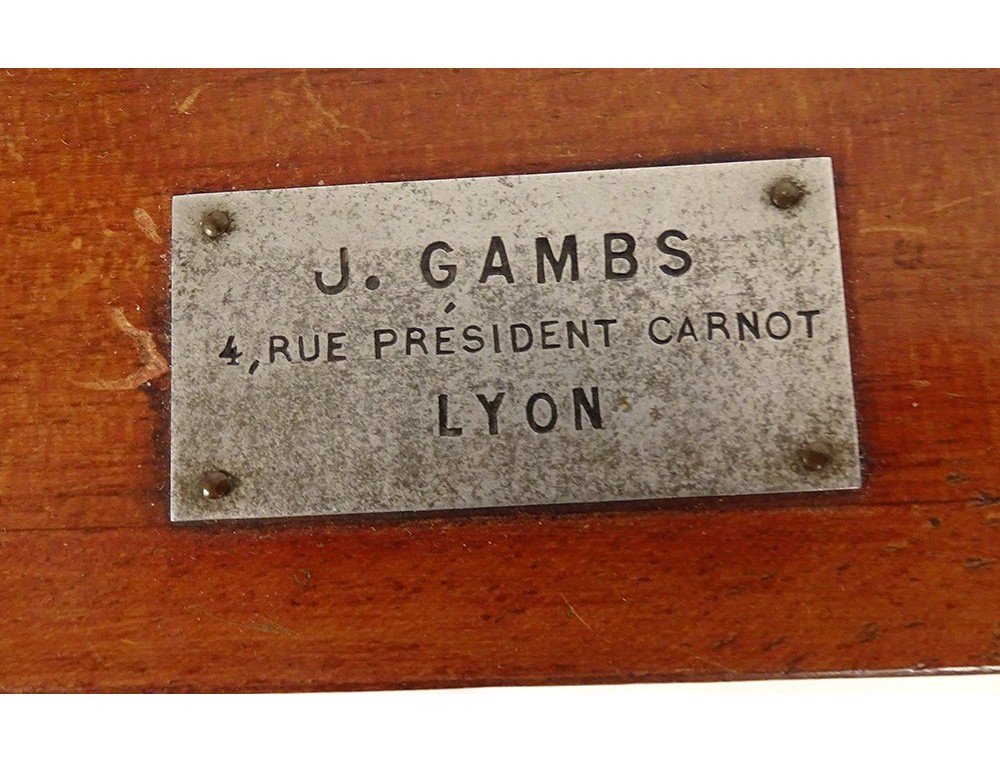 J. GAMBS
4, RUE PRÉSIDENT CARNOT
LYON